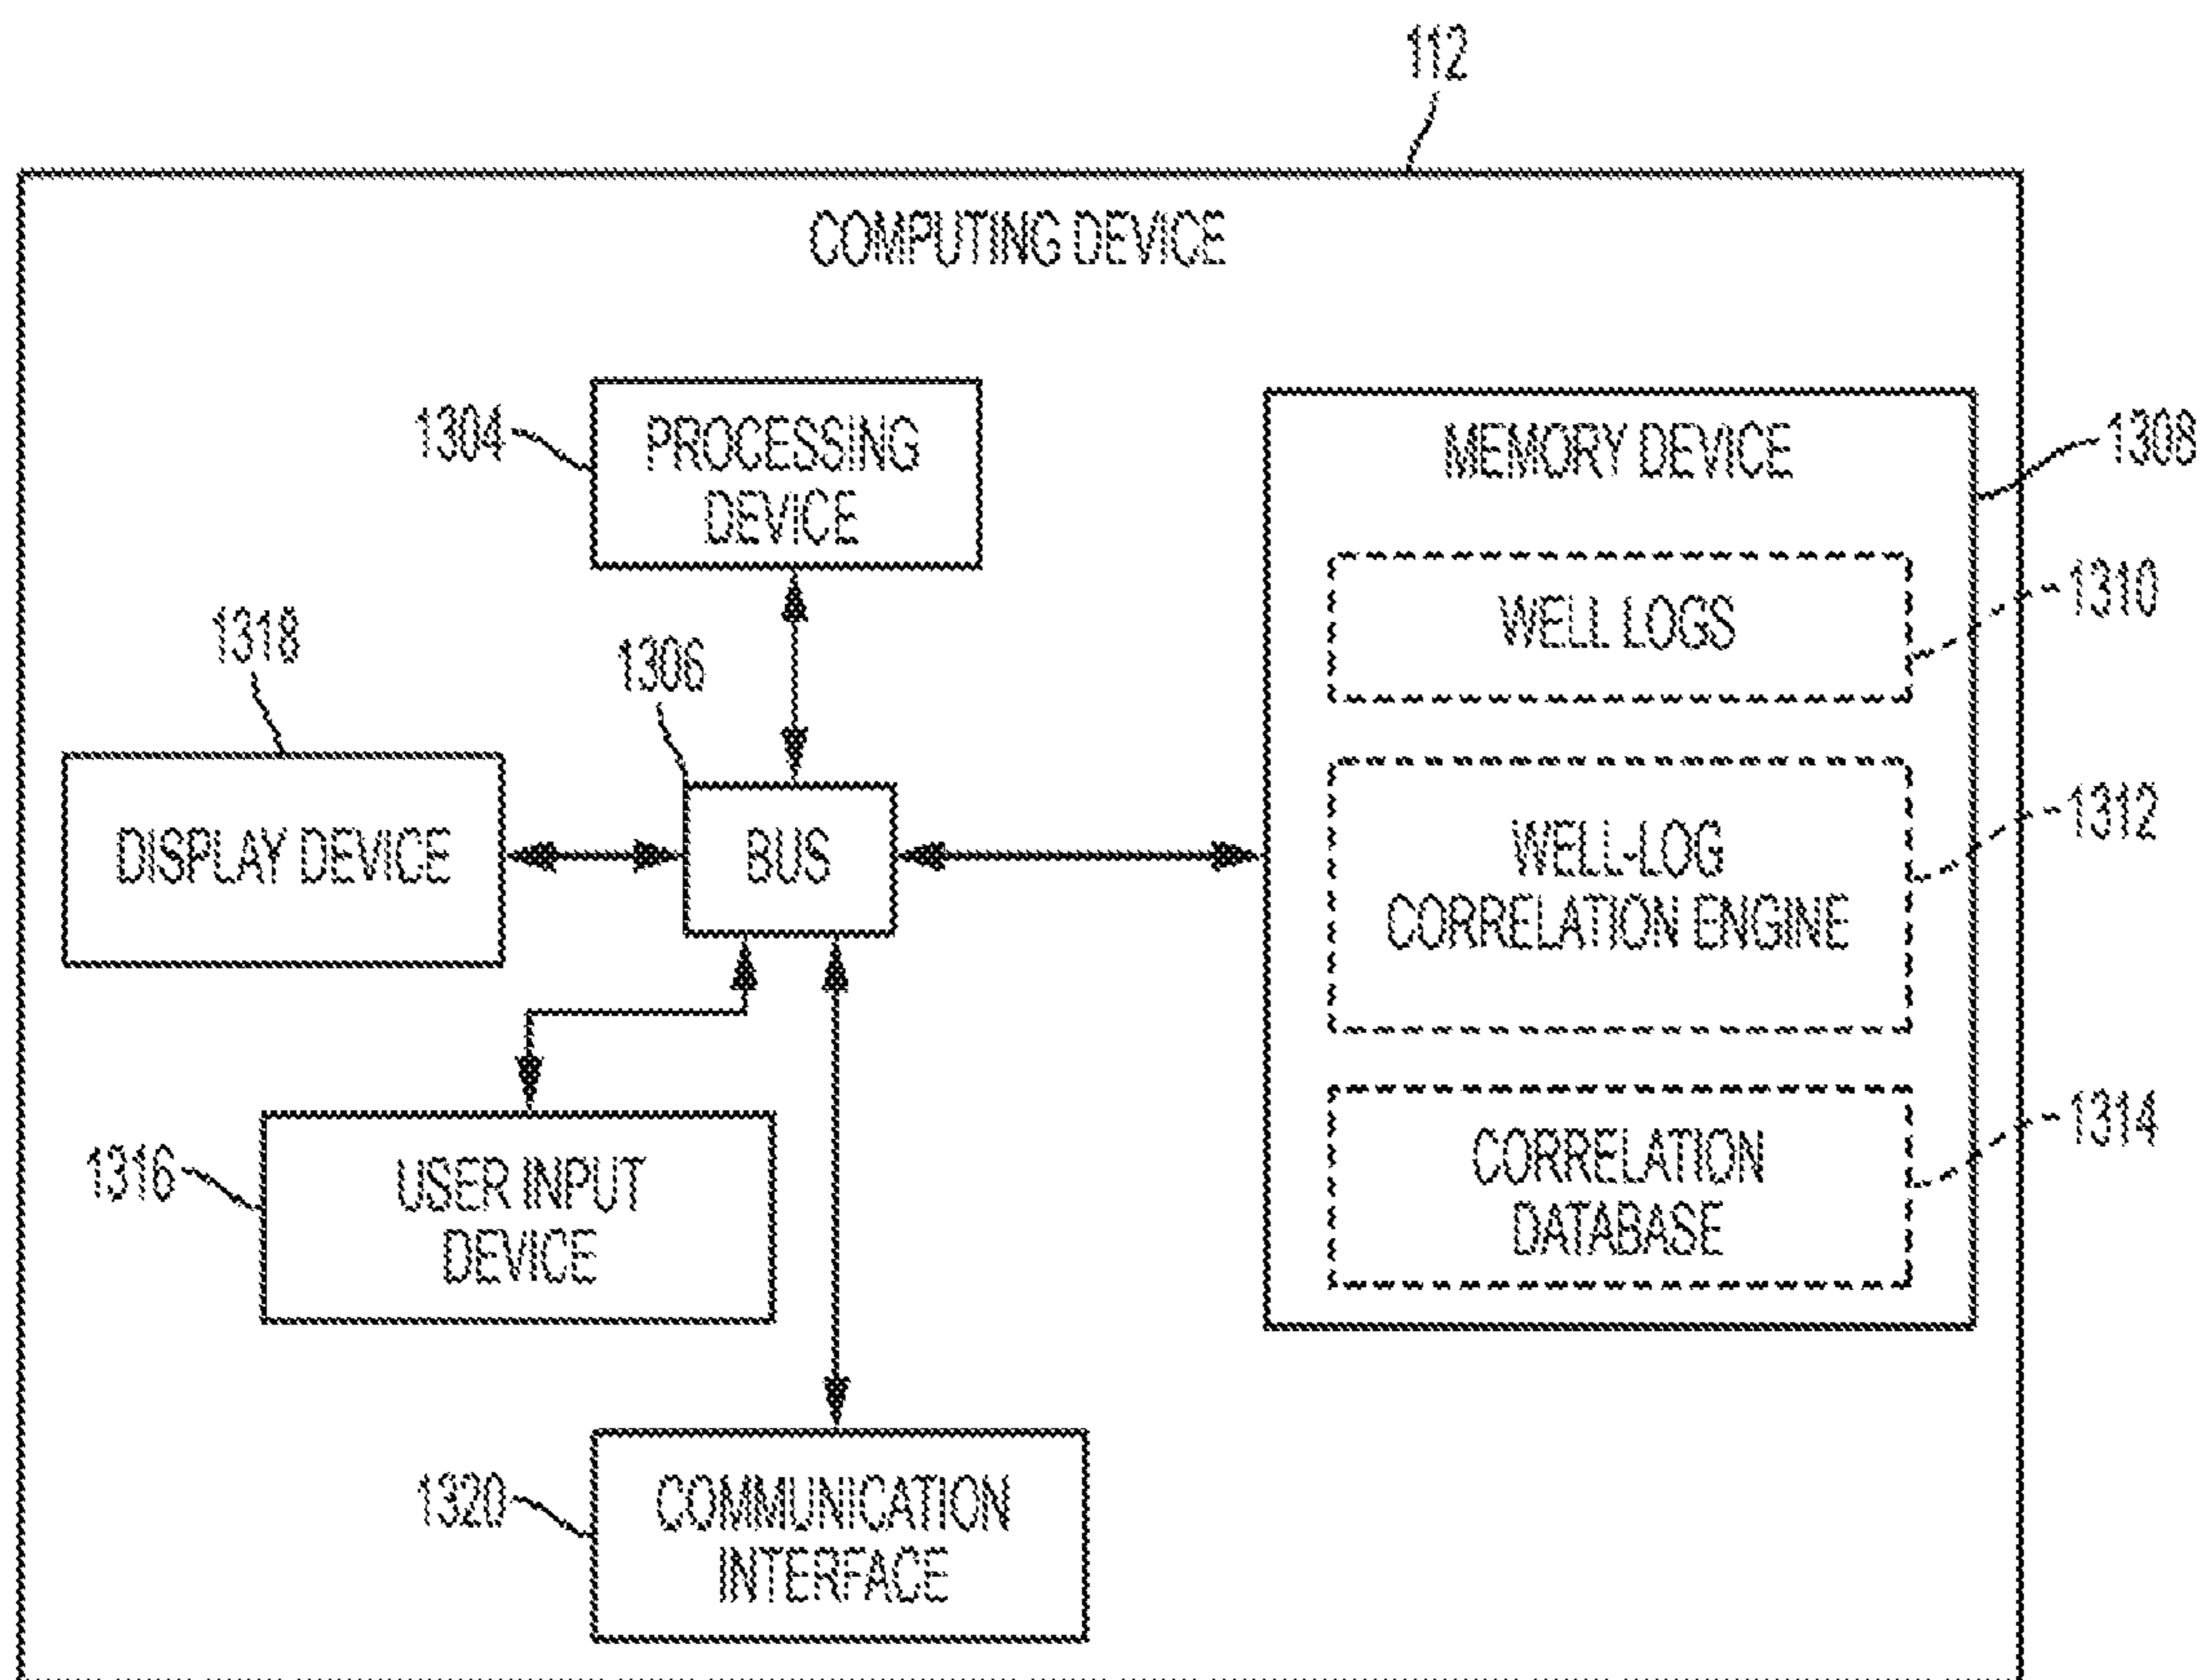 112
COMPUTING DEVICE
1304
PROCESSING
DEVICE
MEMORY DEVICE
1308
WELL LOGS
1310
1318
1306
DISPLAY DEVICE
BUS
WELL-LOG
CORRELATION ENGINE
1312
1316
USER INPUT
DEVICE
CORRELATION
DATABASE
1314
1320
COMMUNICATION
INTERFACE